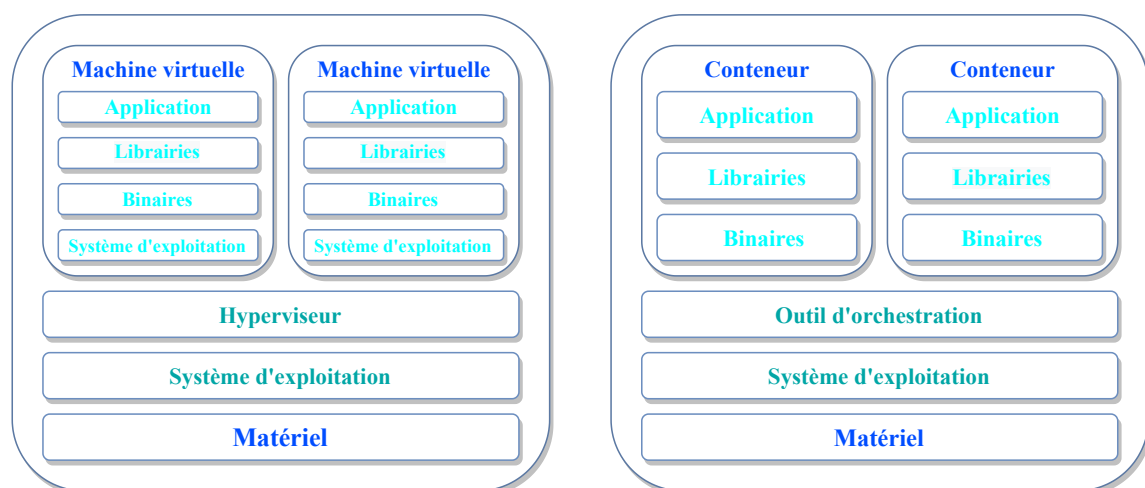 Machine virtuelle
Application
Librairies
Binaires
Système d'exploitation
Machine virtuelle
Application
Librairies
Binaires
Système d'exploitation
Hyperviseur
Système d'exploitation
Matériel
Conteneur
Application
Librairies
Binaires
Conteneur
Application
Librairies
Binaires
Outil d'orchestration
Système d'exploitation
Matériel